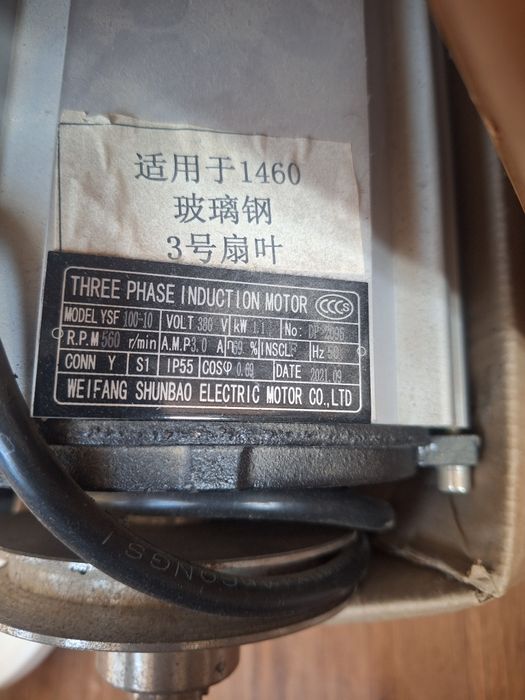 适用于1460
玻璃钢
3号扇叶
THREE PHASE INDUCTION MOTOR CCCS
MODEL YSF 100-10 VOLT 380 V kW 1.1 No:
R.P.M 560 r/min A.M.P 3.0 A η69 % INSCL.F Hz 50
CONN Y S1 IP55 COSφ 0.69 DATE 2021.09
WEIFANG SHUNBAO ELECTRIC MOTOR CO.,LTD